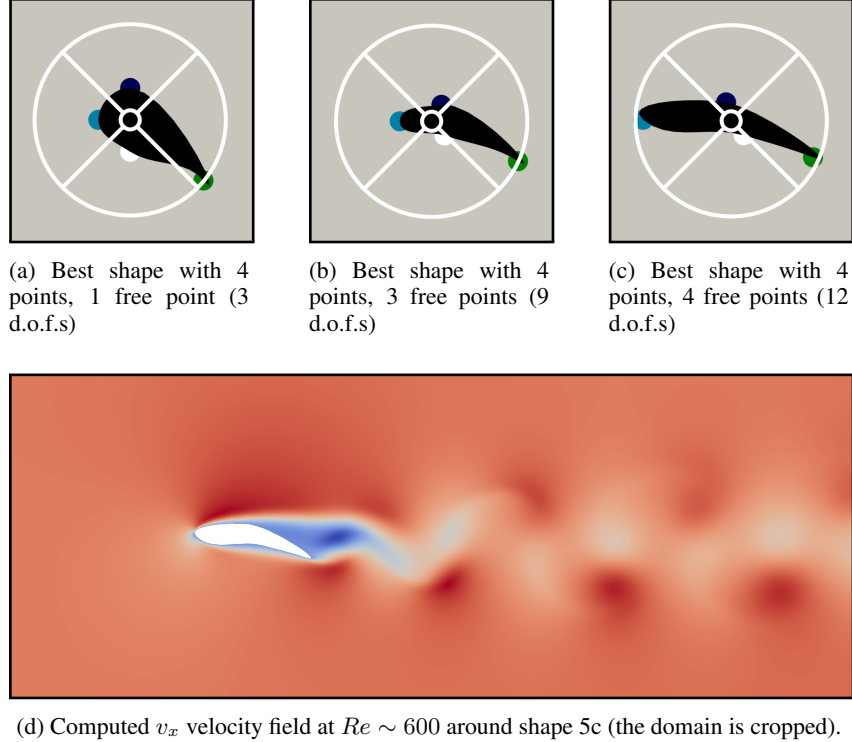 (a) Best shape with 4
points, 1 free point (3
d.o.f.s)
(b) Best shape with 4
points, 3 free points (9
d.o.f.s)
(c) Best shape with 4
points, 4 free points (12
d.o.f.s)
(d) Computed vₓ velocity field at Re ∼ 600 around shape 5c (the domain is cropped).